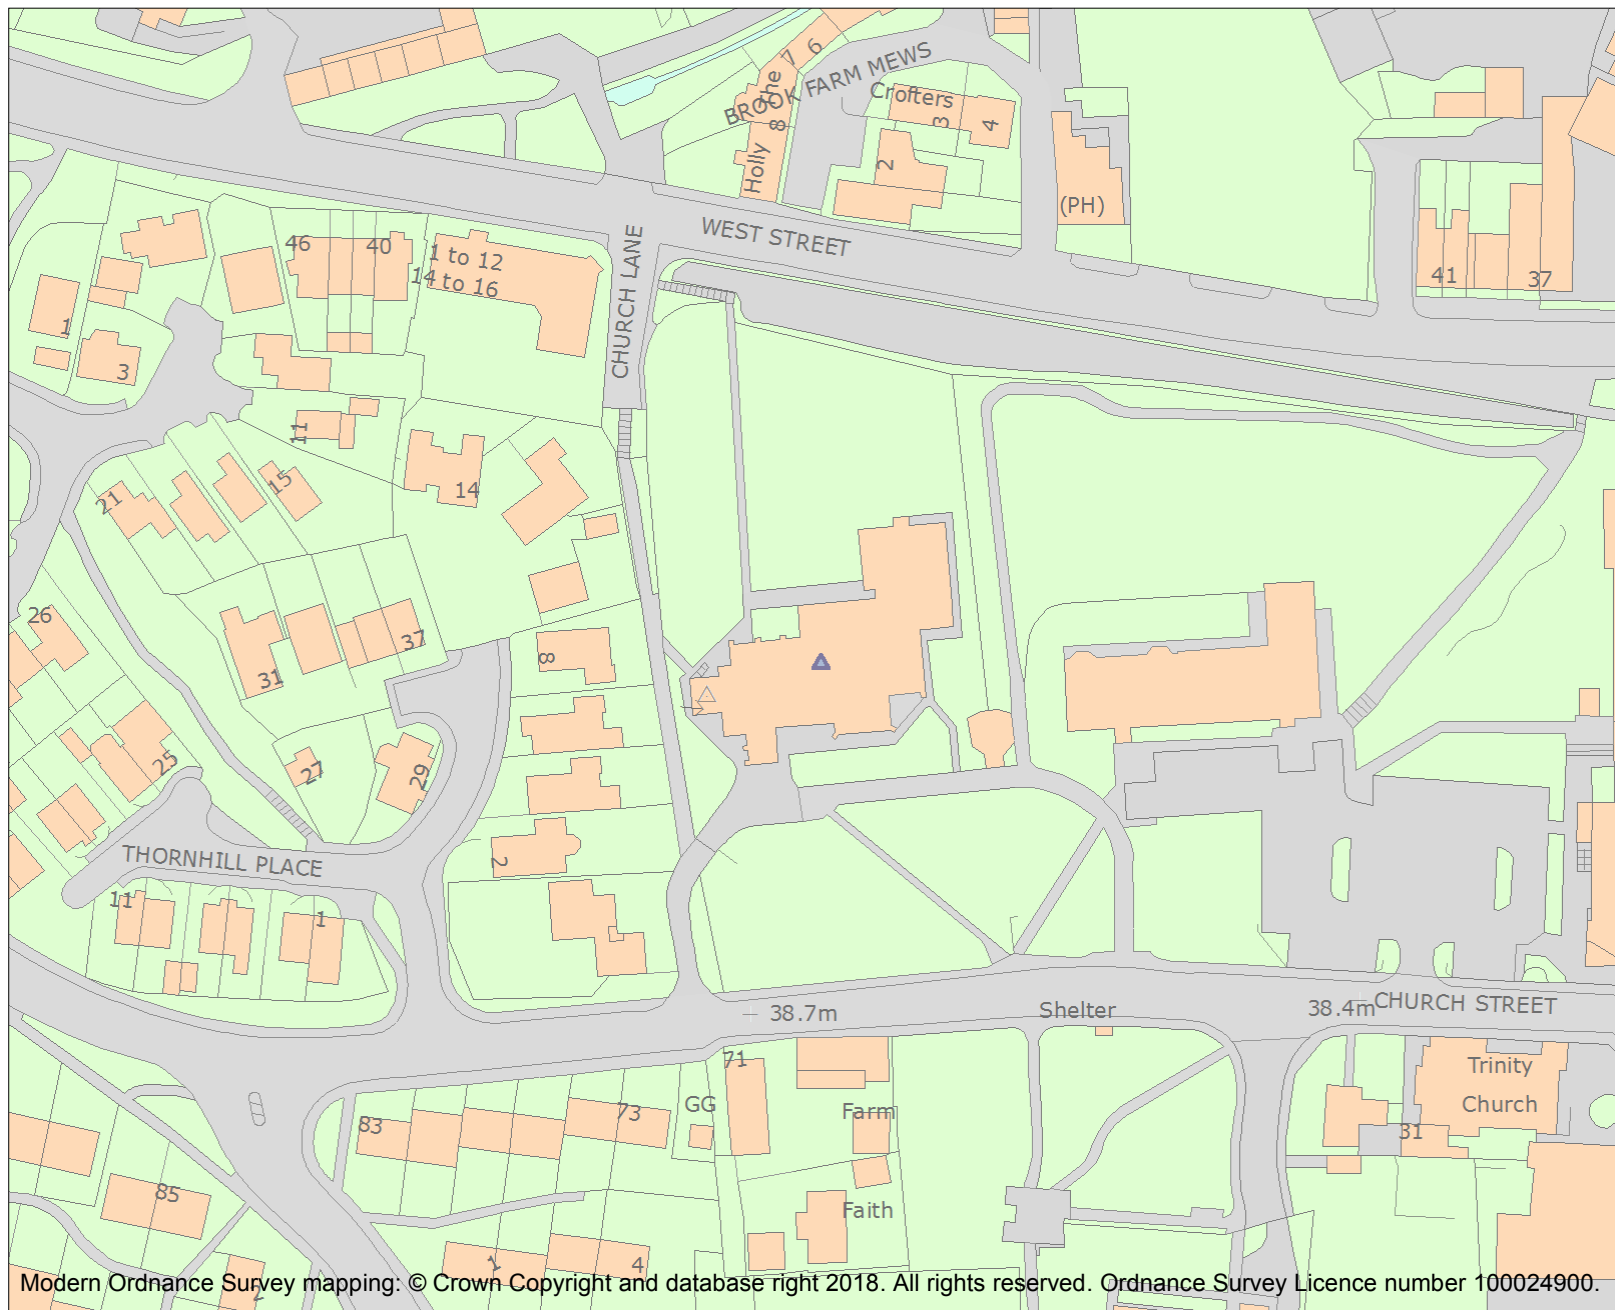 BROOK FARM MEWS
7
6
The
8
Holly
Crofters
3
4
2
(PH)
WEST STREET
CHURCH LANE
46
40
1 to 12
14 to 16
41
37
1
3
11
14
15
21
26
31
37
8
27
29
25
2
THORNHILL PLACE
11
1
38.7m
Shelter
38.4m
CHURCH STREET
71
GG
Farm
Trinity
Church
31
83
73
85
Faith
1
4
2
Modern Ordnance Survey mapping: © Crown Copyright and database right 2018. All rights reserved. Ordnance Survey Licence number 100024900.